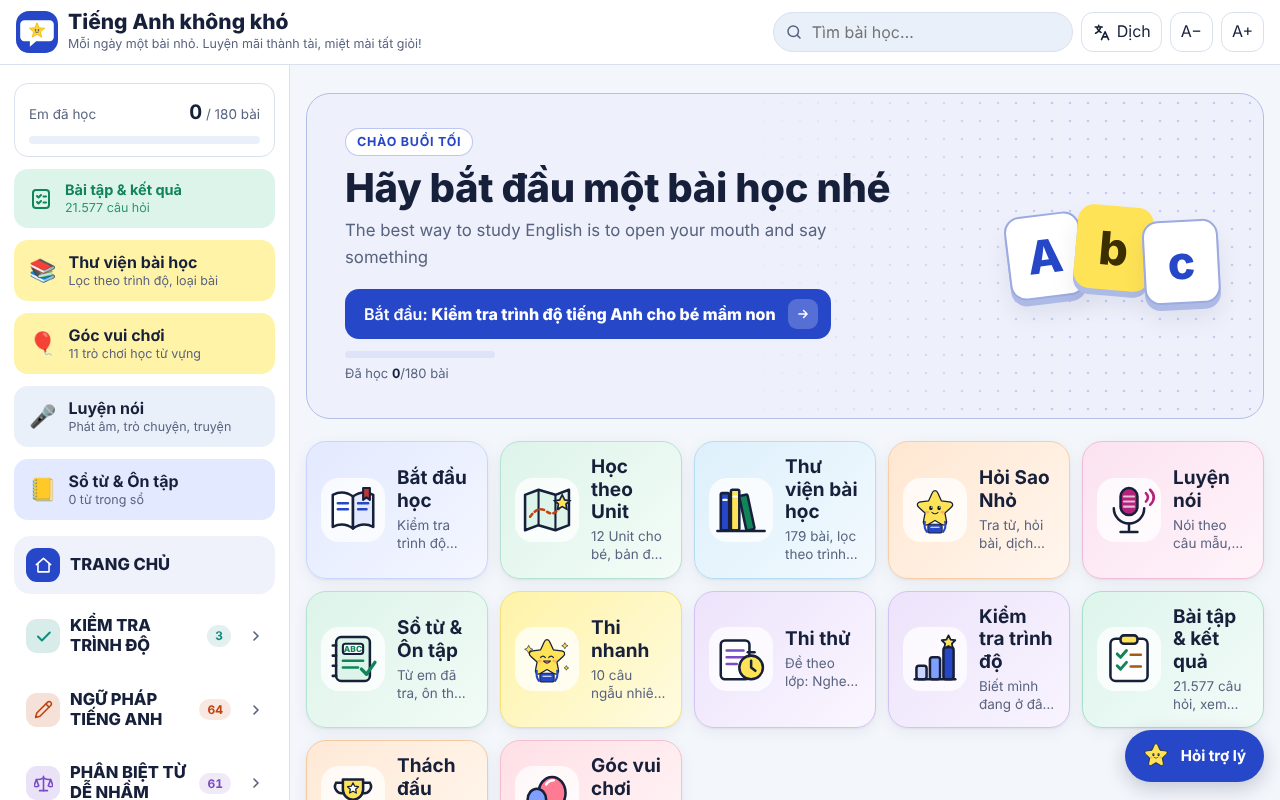 Tiếng Anh không khó
Mỗi ngày một bài nhỏ. Luyện mãi thành tài, miệt mài tất giỏi!
Tìm bài học...
Dịch
A−
A+
Em đã học
0 / 180 bài
Bài tập & kết quả
21.577 câu hỏi
Thư viện bài học
Lọc theo trình độ, loại bài
Góc vui chơi
11 trò chơi học từ vựng
Luyện nói
Phát âm, trò chuyện, truyện
Sổ từ & Ôn tập
0 từ trong sổ
TRANG CHỦ
KIỂM TRA
TRÌNH ĐỘ
3
NGỮ PHÁP
TIẾNG ANH
64
PHÂN BIỆT TỪ
DỄ NHẦM
61
CHÀO BUỔI TỐI
Hãy bắt đầu một bài học nhé
The best way to study English is to open your mouth and say
something
Bắt đầu: Kiểm tra trình độ tiếng Anh cho bé mầm non
Đã học 0/180 bài
A b c
Bắt đầu
học
Kiểm tra
trình độ...
Học
theo
Unit
12 Unit cho
bé, bản đ...
Thư
viện bài
học
179 bài, lọc
theo trình...
Hỏi Sao
Nhỏ
Tra từ, hỏi
bài, dịch...
Luyện
nói
Nói theo
câu mẫu,...
ABC
Sổ từ &
Ôn tập
Từ em đã
tra, ôn th...
Thi
nhanh
10 câu
ngẫu nhiê...
Thi thử
Đề theo
lớp: Nghe...
Kiểm
tra trình
độ
Biết mình
đang ở đâ...
Bài tập
& kết
quả
21.577 câu
hỏi, xem...
Thách
đấu
Góc vui
chơi
Hỏi trợ lý